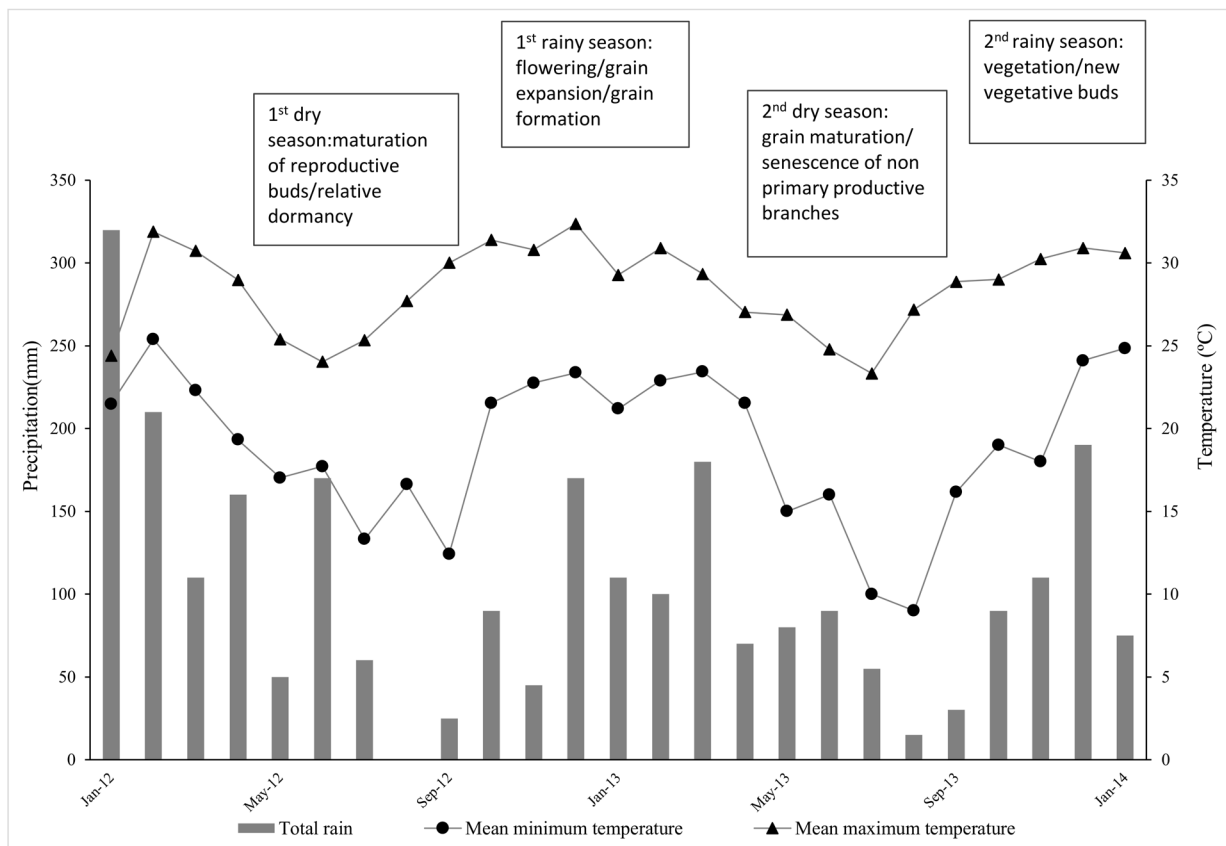 1st rainy season:
flowering/grain
expansion/grain
formation
2nd rainy season:
vegetation/new
vegetative buds
1st dry
season:maturation
of reproductive
buds/relative
dormancy
2nd dry season:
grain maturation/
senescence of non
primary productive
branches
Precipitation(mm)
350
300
250
200
150
100
50
0
Temperature (ºC)
35
30
25
20
15
10
5
0
Jan-12
May-12
Sep-12
Jan-13
May-13
Sep-13
Jan-14
Total rain
Mean minimum temperature
Mean maximum temperature